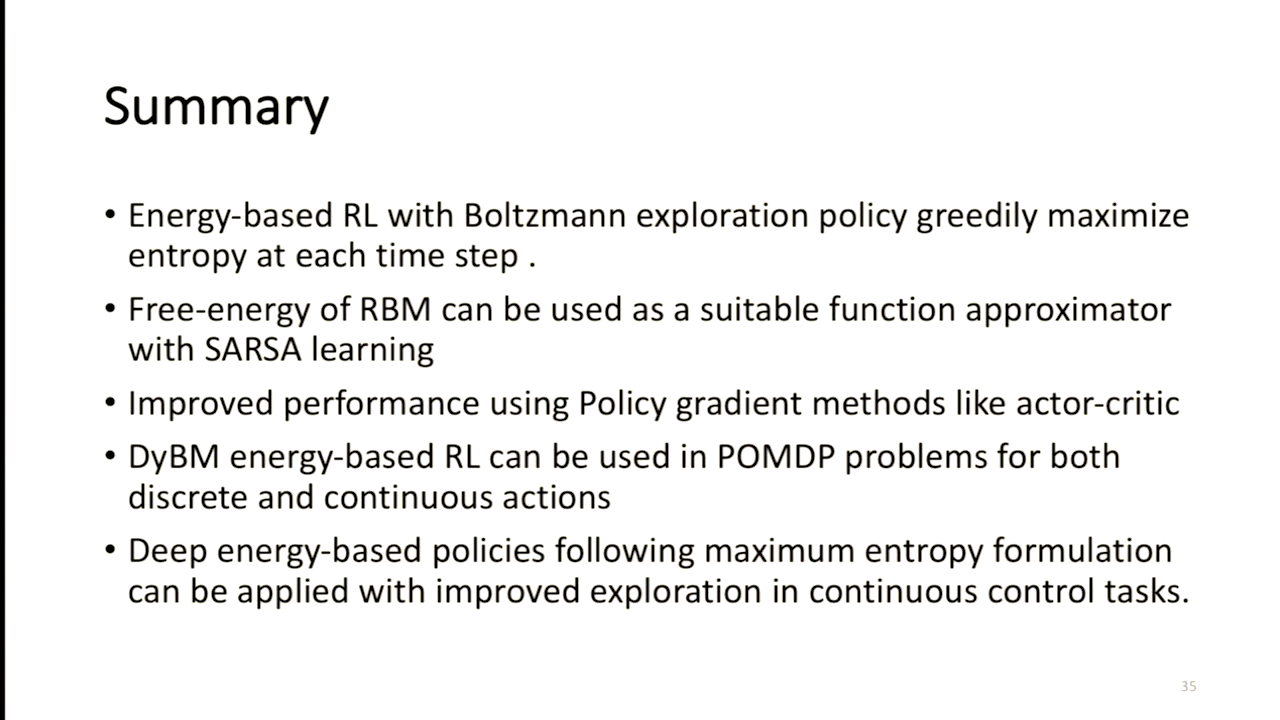 Summary
• Energy-based RL with Boltzmann exploration policy greedily maximize
entropy at each time step .
• Free-energy of RBM can be used as a suitable function approximator
with SARSA learning
• Improved performance using Policy gradient methods like actor-critic
• DyBM energy-based RL can be used in POMDP problems for both
discrete and continuous actions
• Deep energy-based policies following maximum entropy formulation
can be applied with improved exploration in continuous control tasks.
35